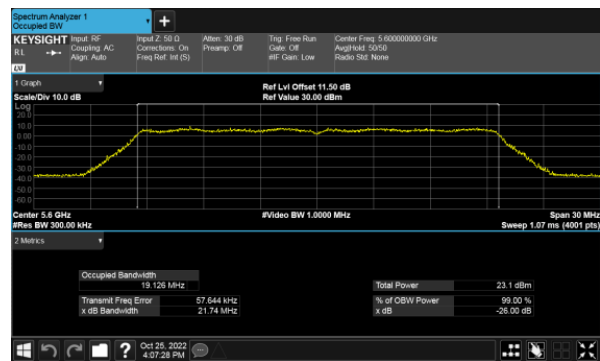 Spectrum Analyzer 1
Occupied BW
KEYSIGHT Input: RF Input Z: 50 Ω Atten: 30 dB Trig: Free Run Center Freq: 5.600000000 GHz
RL Coupling: AC Corrections: On Preamp: Off Gate: Off Avg|Hold: 50/50
Align: Auto Freq Ref: Int (S) #IF Gain: Low Radio Std: None
LXI
1 Graph Ref Lvl Offset 11.50 dB
Scale/Div 10.0 dB Ref Value 30.00 dBm
Log
20.0
10.0
0.00
-10.0
-20.0
-30.0
-40.0
-50.0
-60.0
Center 5.6 GHz #Video BW 1.0000 MHz Span 30 MHz
#Res BW 300.00 kHz Sweep 1.07 ms (4001 pts)
2 Metrics
Occupied Bandwidth
19.126 MHz Total Power 23.1 dBm
Transmit Freq Error 57.644 kHz % of OBW Power 99.00 %
x dB Bandwidth 21.74 MHz x dB -26.00 dB
? Oct 25, 2022
4:07:28 PM